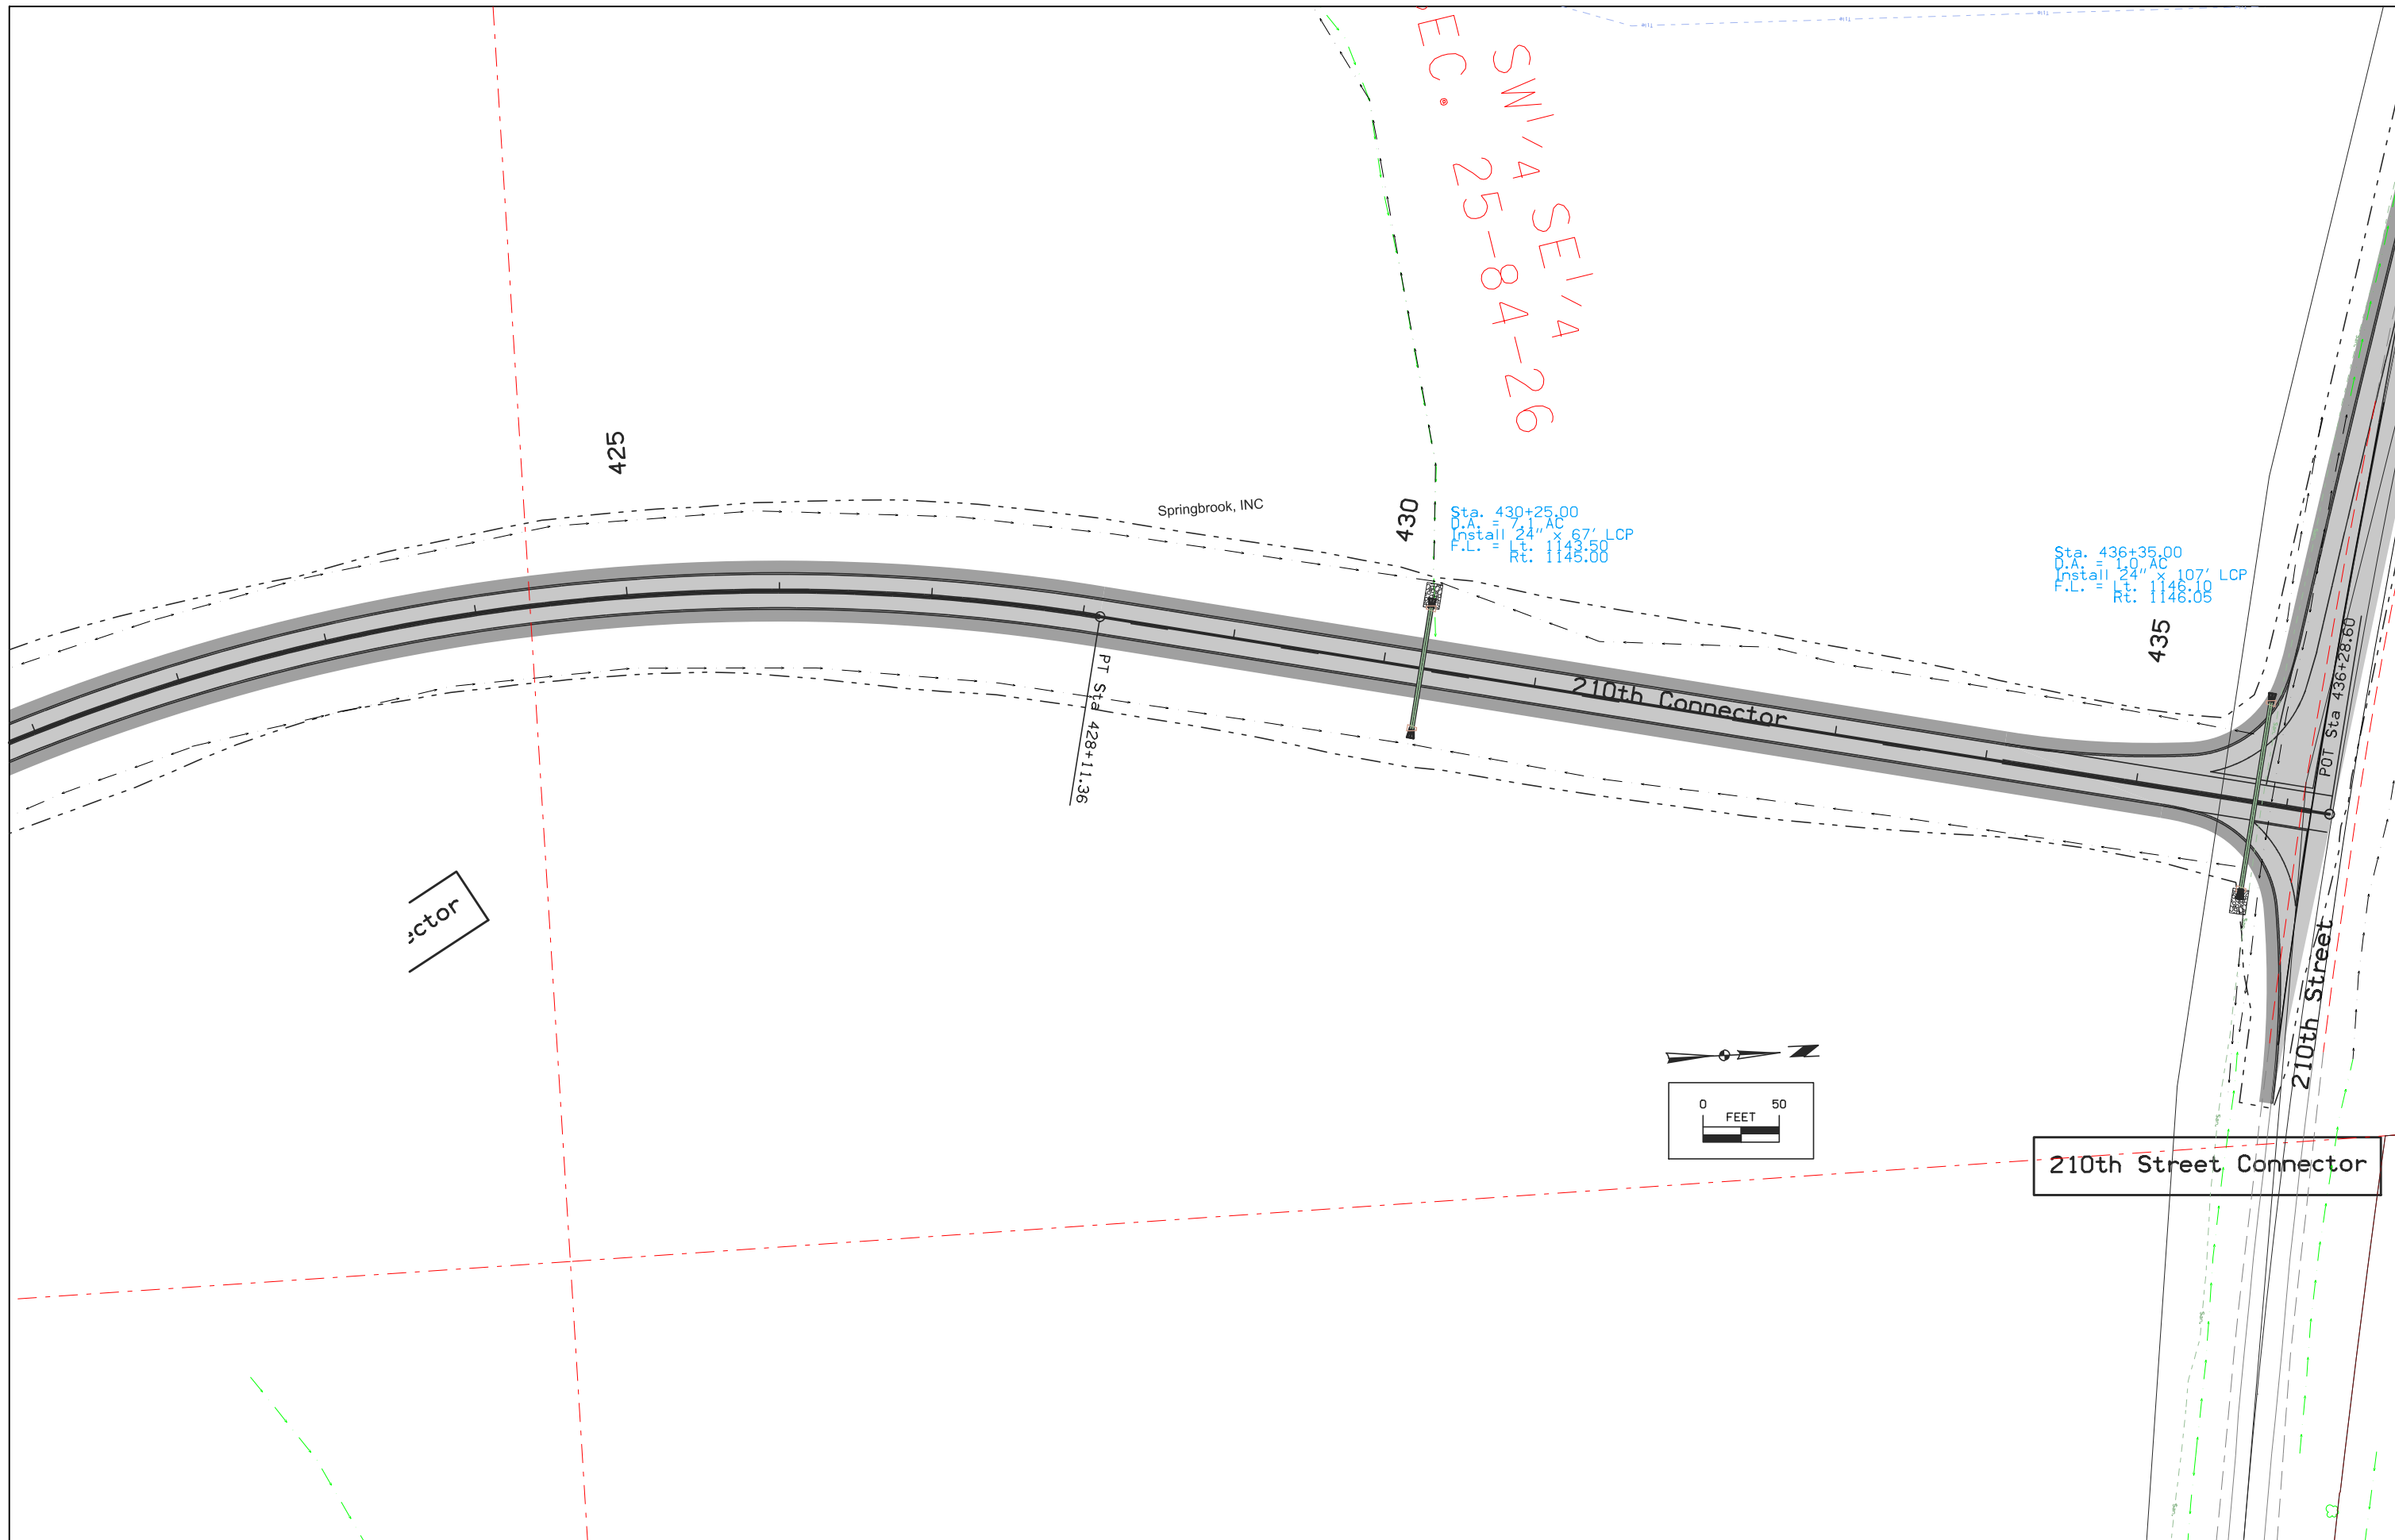 SW1/4 SE1/4
SEC. 25-84-26
425
Springbrook, INC
430
Sta. 430+25.00
D.A. = 7.1 AC
Install 24" x 67' LCP
F.L. = Lt. 1143.50
Rt. 1145.00
Sta. 436+35.00
D.A. = 1.0 AC
Install 24" x 107' LCP
F.L. = Lt. 1146.10
Rt. 1146.05
435
POT Sta 436+28.60
PT Sta 428+11.36
210th Connector
ector
210th Street
0 50
FEET
210th Street Connector